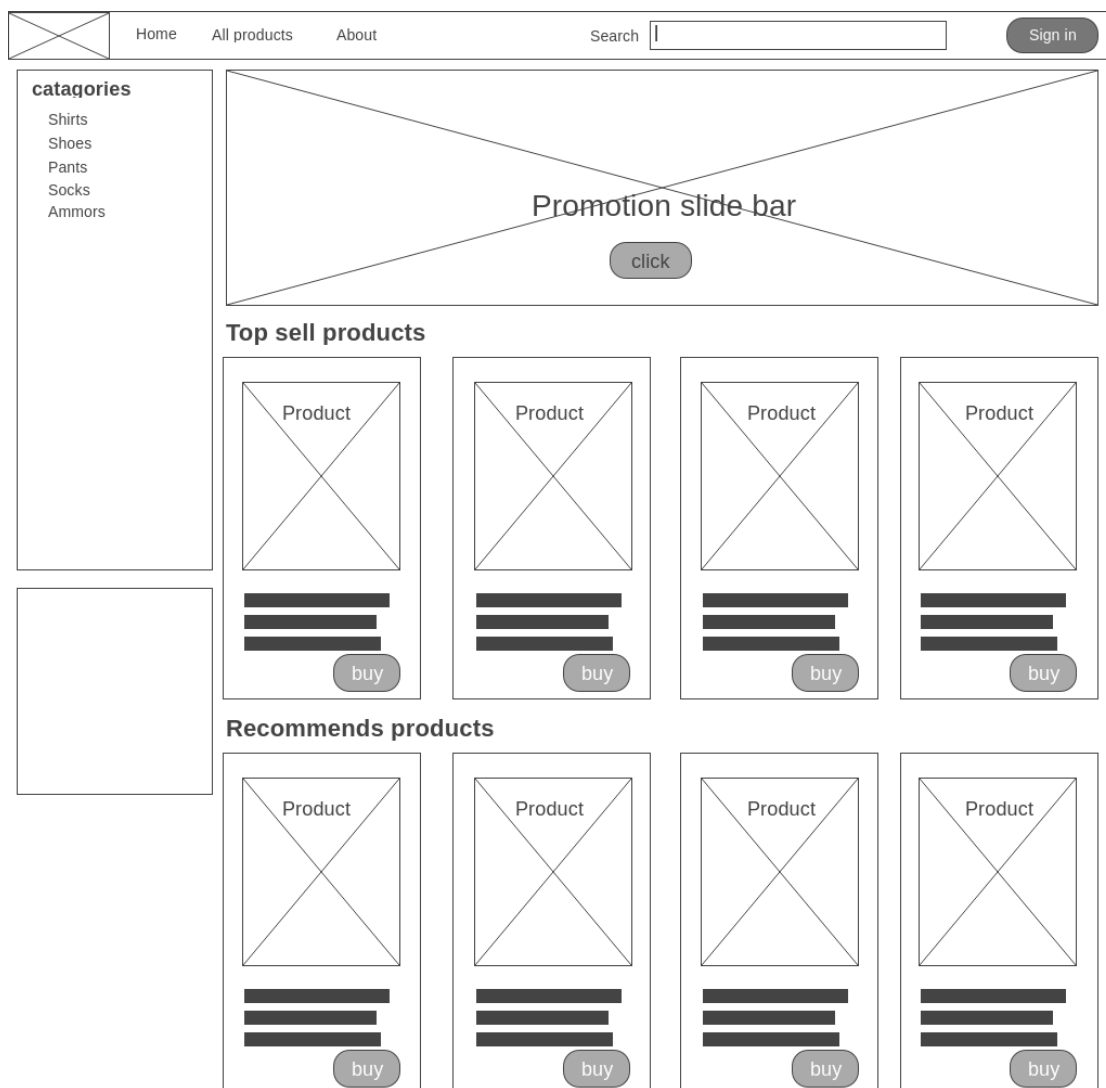 Home All products About Search Sign in
catagories
Shirts
Shoes
Pants
Socks
Ammors
Promotion slide bar
click
Top sell products
Product Product Product Product
buy buy buy buy
Recommends products
Product Product Product Product
buy buy buy buy